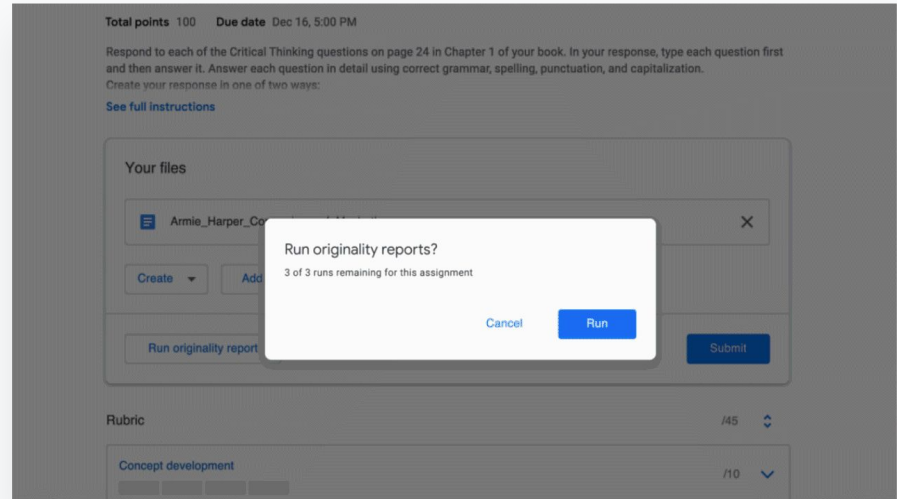 Total points 100 Due date Dec 16, 5:00 PM
Respond to each of the Critical Thinking questions on page 24 in Chapter 1 of your book. In your response, type each question first
and then answer it. Answer each question in detail using correct grammar, spelling, punctuation, and capitalization.
Create your response in one of two ways:
See full instructions
Your files
Armie_Harper_Co
Run originality reports?
3 of 3 runs remaining for this assignment
Create
Add
Cancel
Run
Run originality report
Submit
Rubric
/45
Concept development
/10